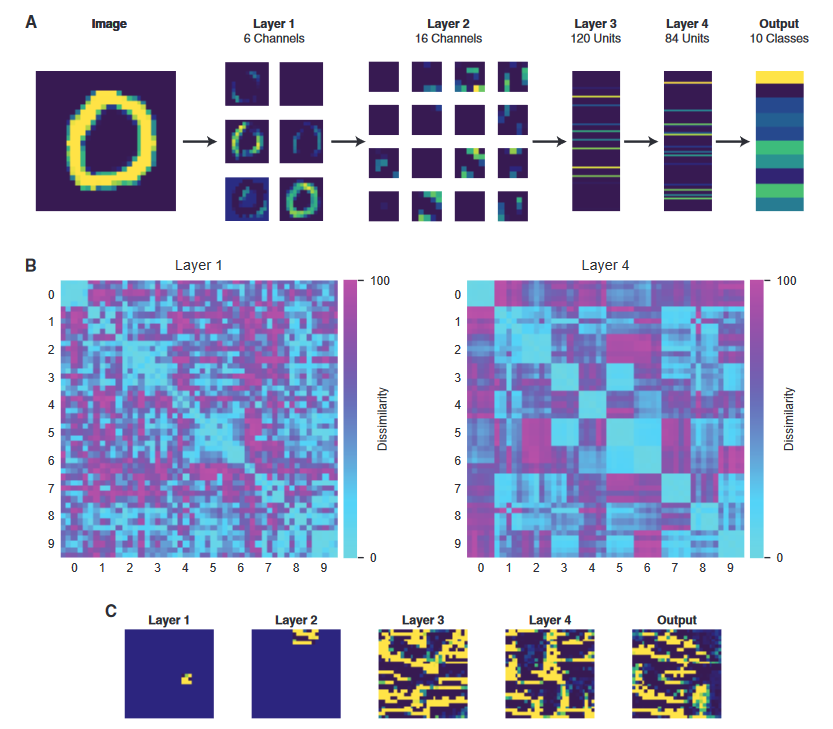 A
Image
Layer 1
6 Channels
Layer 2
16 Channels
Layer 3
120 Units
Layer 4
84 Units
Output
10 Classes
B
Layer 1
0
1
2
3
4
5
6
7
8
9
0 1 2 3 4 5 6 7 8 9
100
Dissimilarity
0
Layer 4
0
1
2
3
4
5
6
7
8
9
0 1 2 3 4 5 6 7 8 9
100
Dissimilarity
0
C
Layer 1
Layer 2
Layer 3
Layer 4
Output